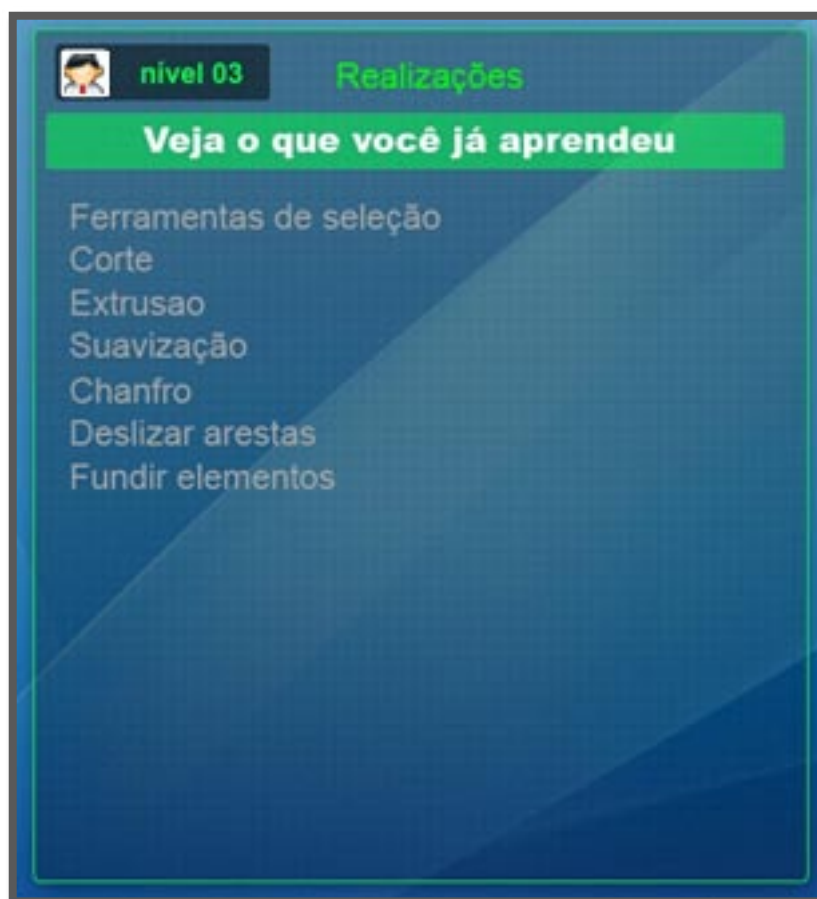 nível 03
Realizações
Veja o que você já aprendeu
Ferramentas de seleção
Corte
Extrusao
Suavização
Chanfro
Deslizar arestas
Fundir elementos